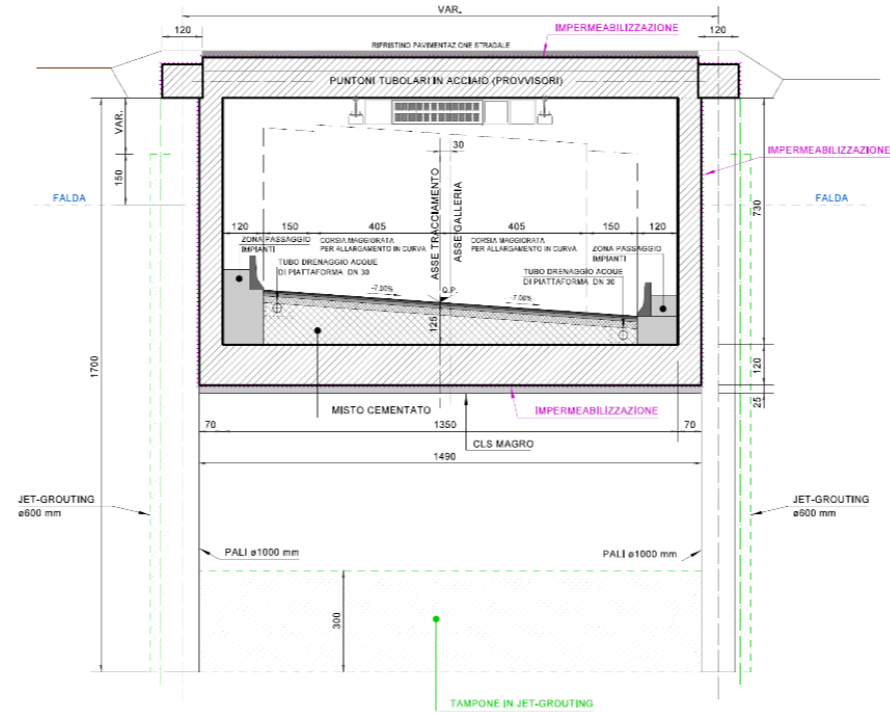 VAR.
120
IMPERMEABILIZZAZIONE
120
RIPRISTINO PAVIMENTAZIONE STRADALE
PUNTONI TUBOLARI IN ACCIAIO (PROVVISORI)
VAR.
30
IMPERMEABILIZZAZIONE
150
ASSE TRACCIAMENTO
ASSE GALLERIA
FALDA
FALDA
730
120
150
405
405
150
120
ZONA PASSAGGIO
IMPIANTI
CORSIA MAGGIORATA
PER ALLARGAMENTO IN CURVA
CORSIA MAGGIORATA
PER ALLARGAMENTO IN CURVA
ZONA PASSAGGIO
IMPIANTI
TUBO DRENAGGIO ACQUE
DI PIATTAFORMA DN 30
TUBO DRENAGGIO ACQUE
DI PIATTAFORMA DN 30
-7.00%
Q.P.
-7.00%
125
1700
120
25
MISTO CEMENTATO
IMPERMEABILIZZAZIONE
70
1350
70
CLS MAGRO
1490
JET-GROUTING
ø600 mm
JET-GROUTING
ø600 mm
PALI ø1000 mm
PALI ø1000 mm
300
TAMPONE IN JET-GROUTING